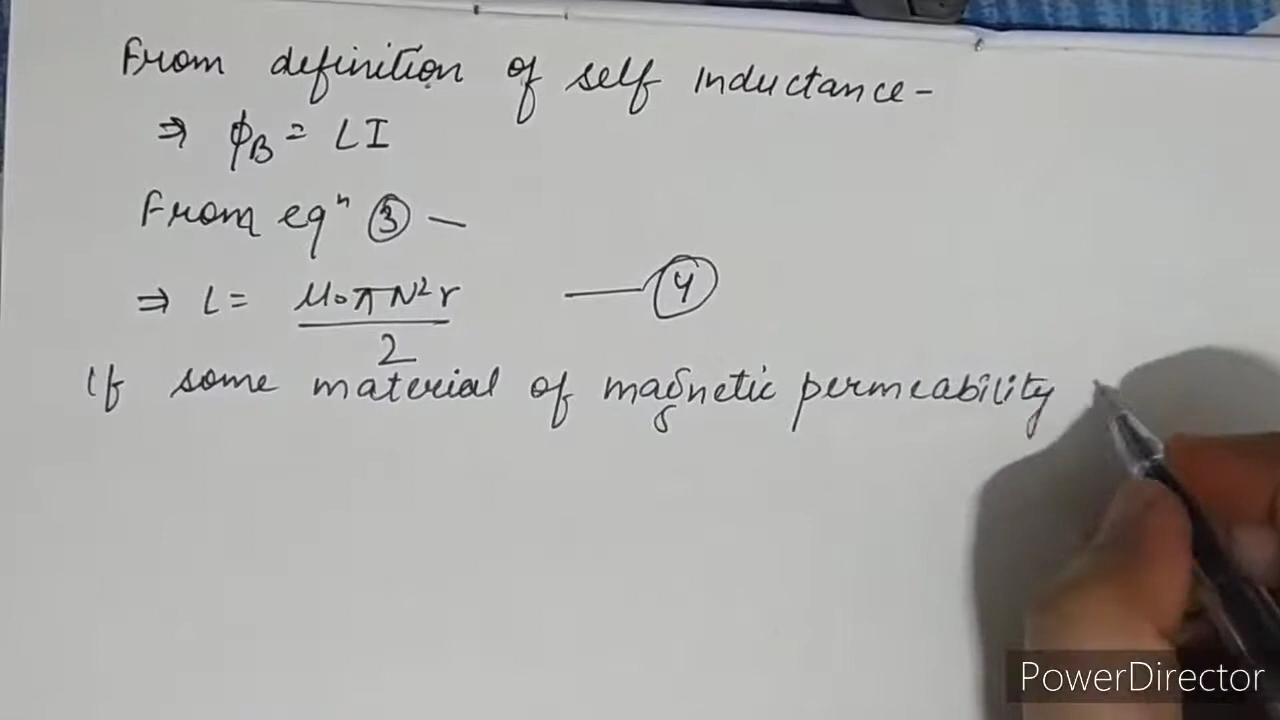 From definition of self inductance-
⇒ ϕB = LI
From eqⁿ ③ —
⇒ L = μ₀πN²r/2 —— ④
If some material of magnetic permeability
PowerDirector